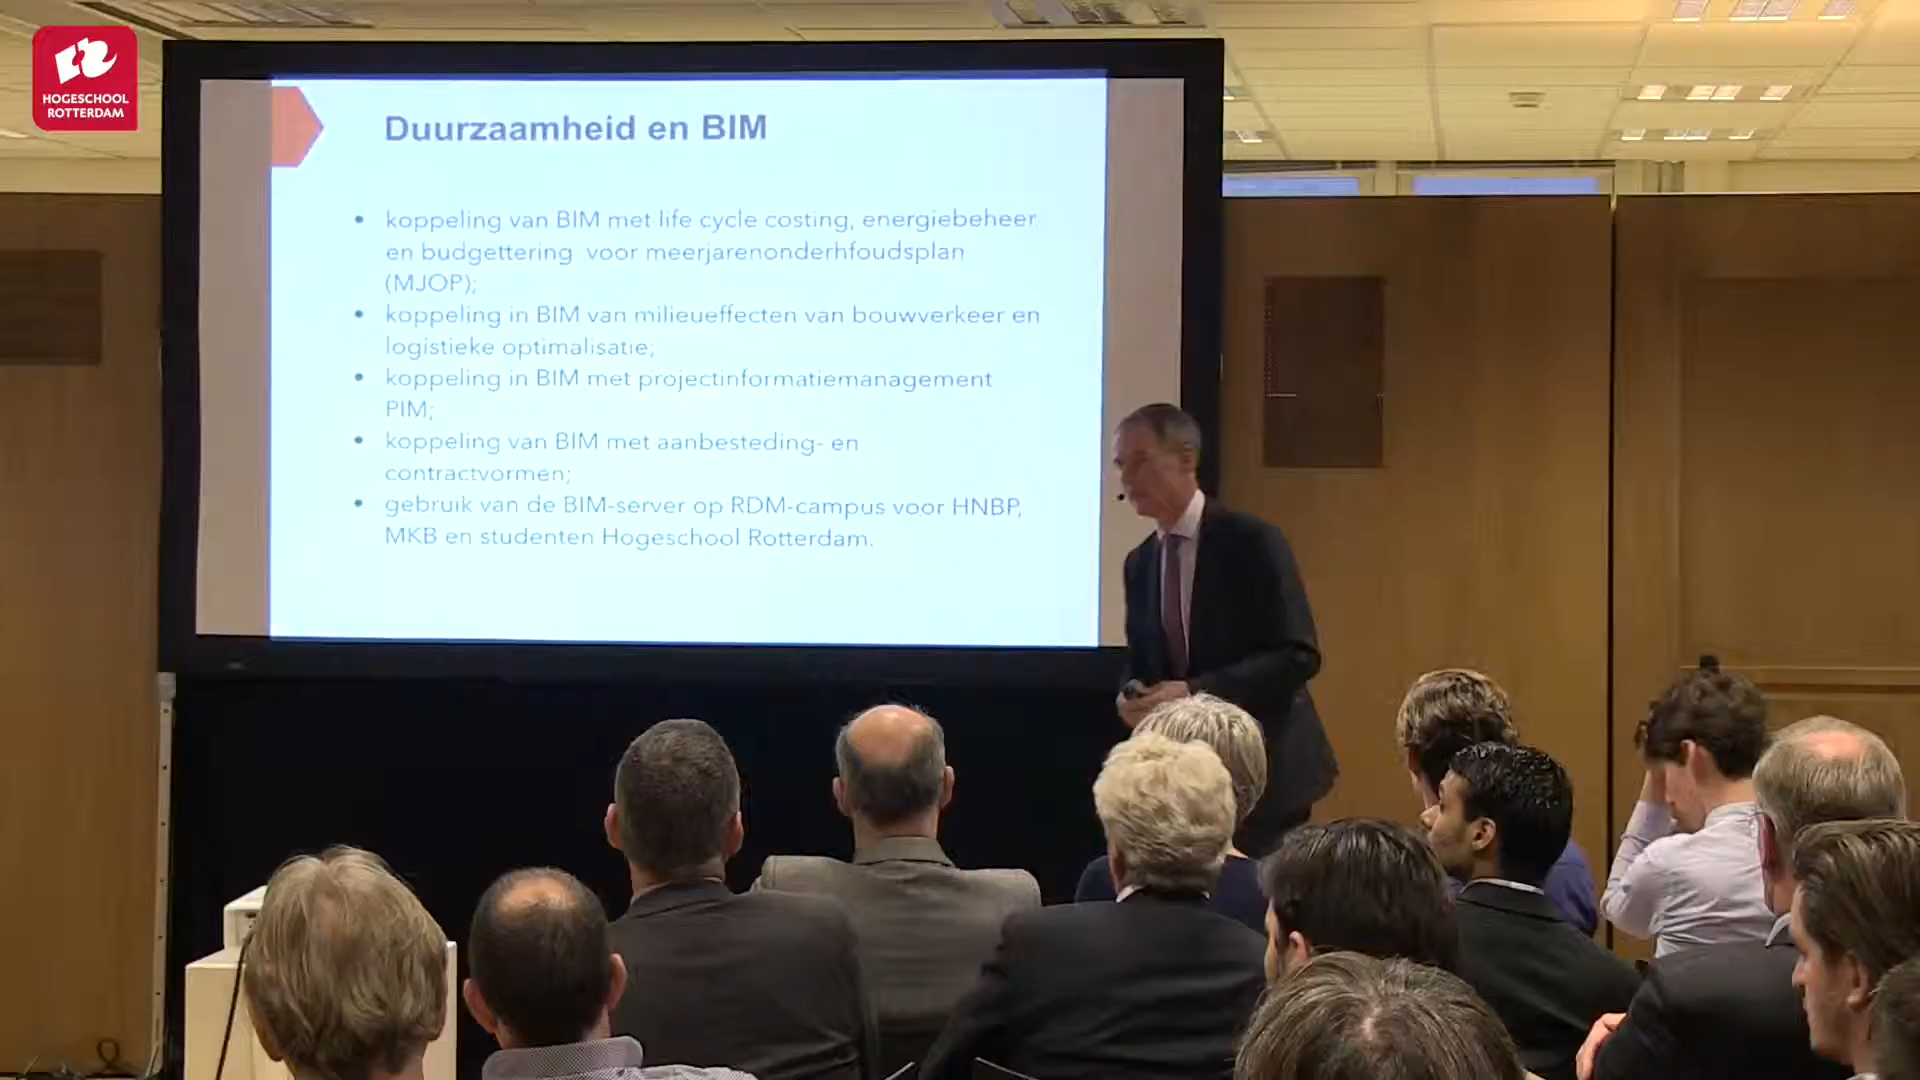 HOGESCHOOL
ROTTERDAM
Duurzaamheid en BIM
• koppeling van BIM met life cycle costing, energiebeheer
en budgettering voor meerjarenonderhfoudsplan
(MJOP);
• koppeling in BIM van milieueffecten van bouwverkeer en
logistieke optimalisatie;
• koppeling in BIM met projectinformatiemanagement
PIM;
• koppeling van BIM met aanbesteding- en
contractvormen;
• gebruik van de BIM-server op RDM-campus voor HNBP,
MKB en studenten Hogeschool Rotterdam.